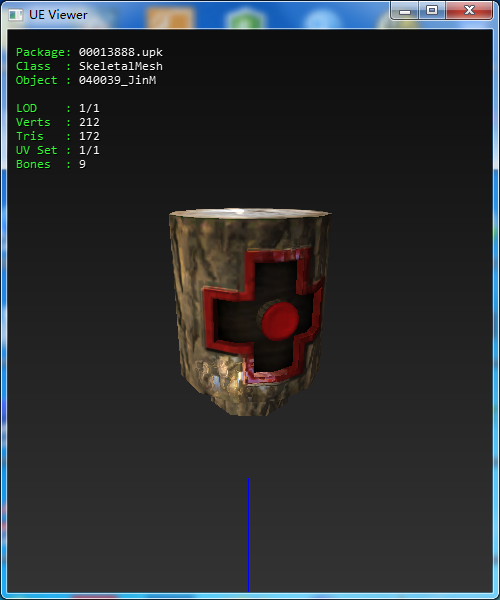 UE Viewer
Package: 00013888.upk
Class  : SkeletalMesh
Object : 040039_JinM
LOD    : 1/1
Verts  : 212
Tris   : 172
UV Set : 1/1
Bones  : 9